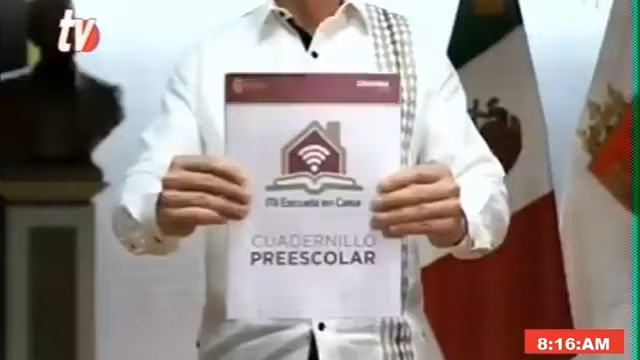 tv
Mi Escuela en Casa
CUADERNILLO
PREESCOLAR
8:16:AM